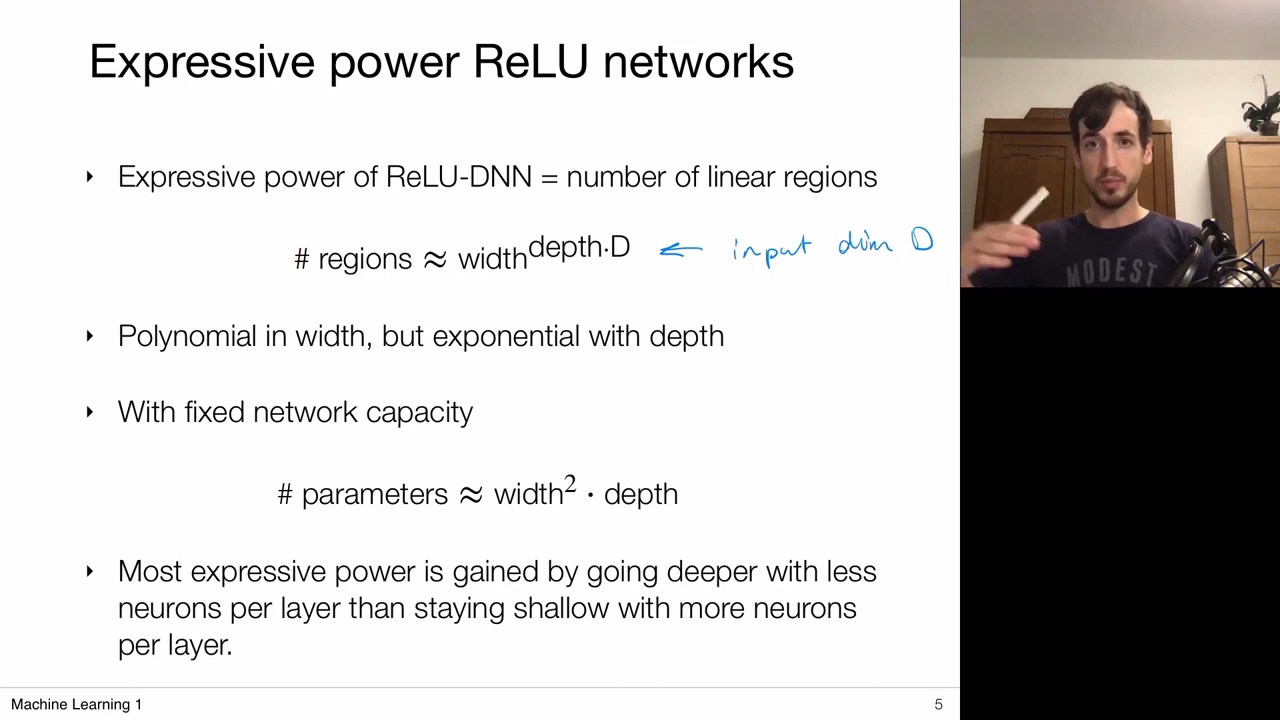 Expressive power ReLU networks
‣ Expressive power of ReLU-DNN = number of linear regions
# regions ≈ width^depth·D ← input dim D
‣ Polynomial in width, but exponential with depth
‣ With fixed network capacity
# parameters ≈ width² · depth
‣ Most expressive power is gained by going deeper with less
neurons per layer than staying shallow with more neurons
per layer.
MODEST
Machine Learning 1
5